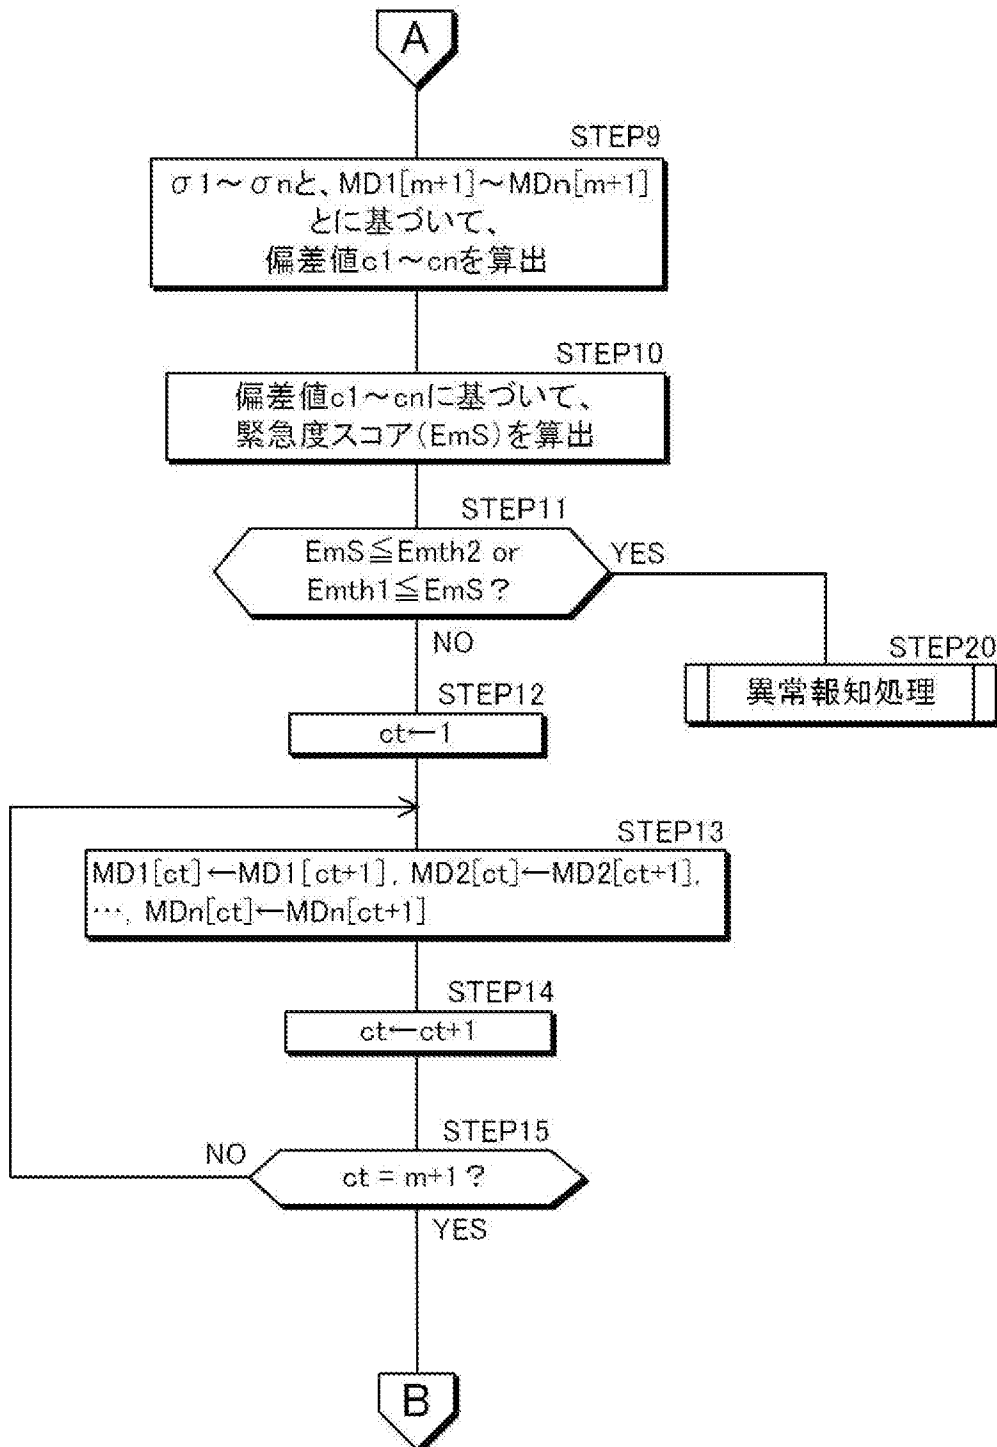 A
STEP9
σ1～σnと、MD1[m+1]～MDn[m+1]
とに基づいて、
偏差値c1～cnを算出
STEP10
偏差値c1～cnに基づいて、
緊急度スコア(EmS)を算出
STEP11
EmS≦Emth2 or
Emth1≦EmS？
YES
NO
STEP20
異常報知処理
STEP12
ct←1
STEP13
MD1[ct]←MD1[ct+1], MD2[ct]←MD2[ct+1],
…, MDn[ct]←MDn[ct+1]
STEP14
ct←ct+1
STEP15
NO
ct = m+1？
YES
B